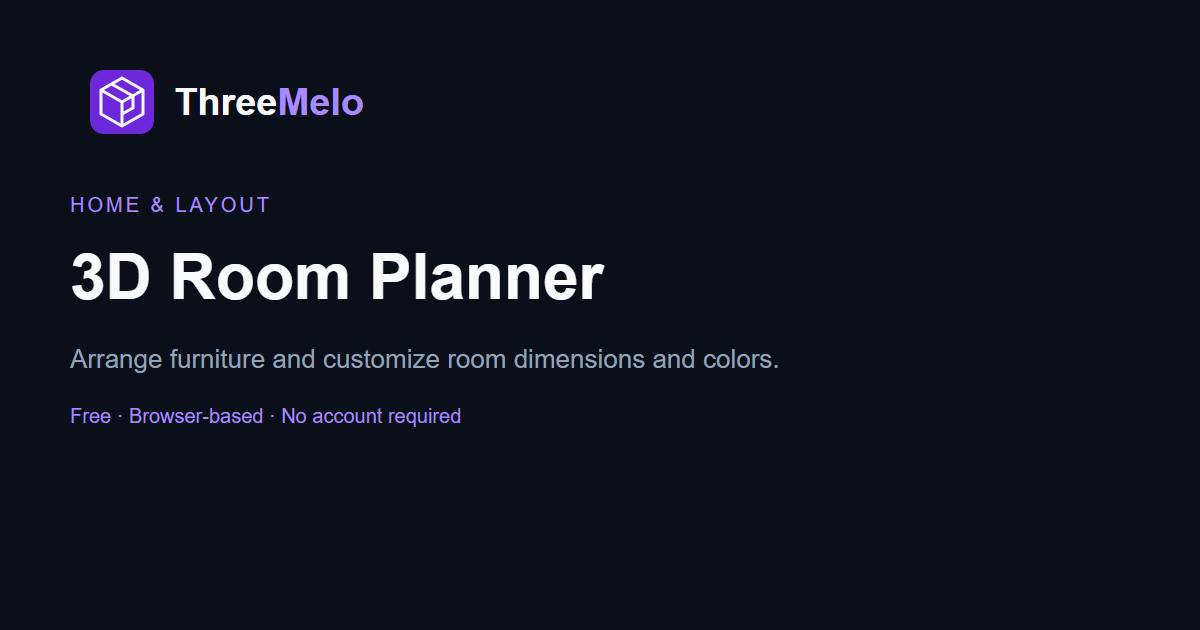 ThreeMelo
HOME & LAYOUT
3D Room Planner
Arrange furniture and customize room dimensions and colors.
Free · Browser-based · No account required